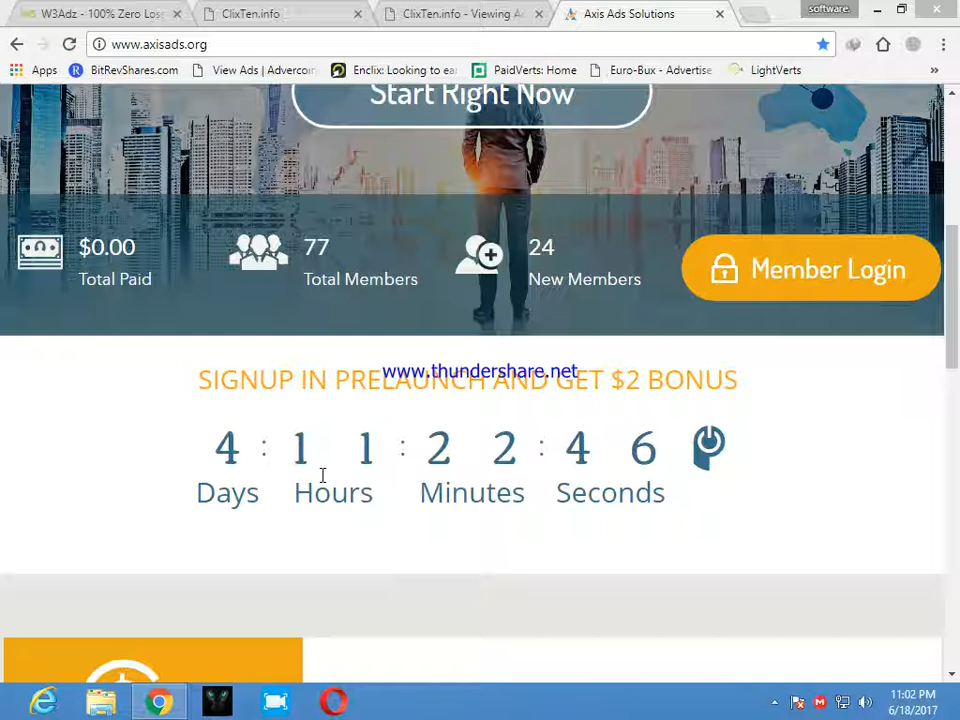 W3Adz - 100% Zero Los
ClixTen.info
ClixTen.info - Viewing A
Axis Ads Solutions
software
www.axisads.org
Apps
BitRevShares.com
View Ads | Advercoin
Enclix: Looking to ea
PaidVerts: Home
Euro-Bux - Advertise
LightVerts
»
Start Right Now
$0.00
Total Paid
77
Total Members
24
New Members
Member Login
SIGNUP IN PRELAUNCH AND GET $2 BONUS
www.thundershare.net
4 : 1 1 : 2 2 : 4 6
Days Hours Minutes Seconds
11:02 PM
6/18/2017